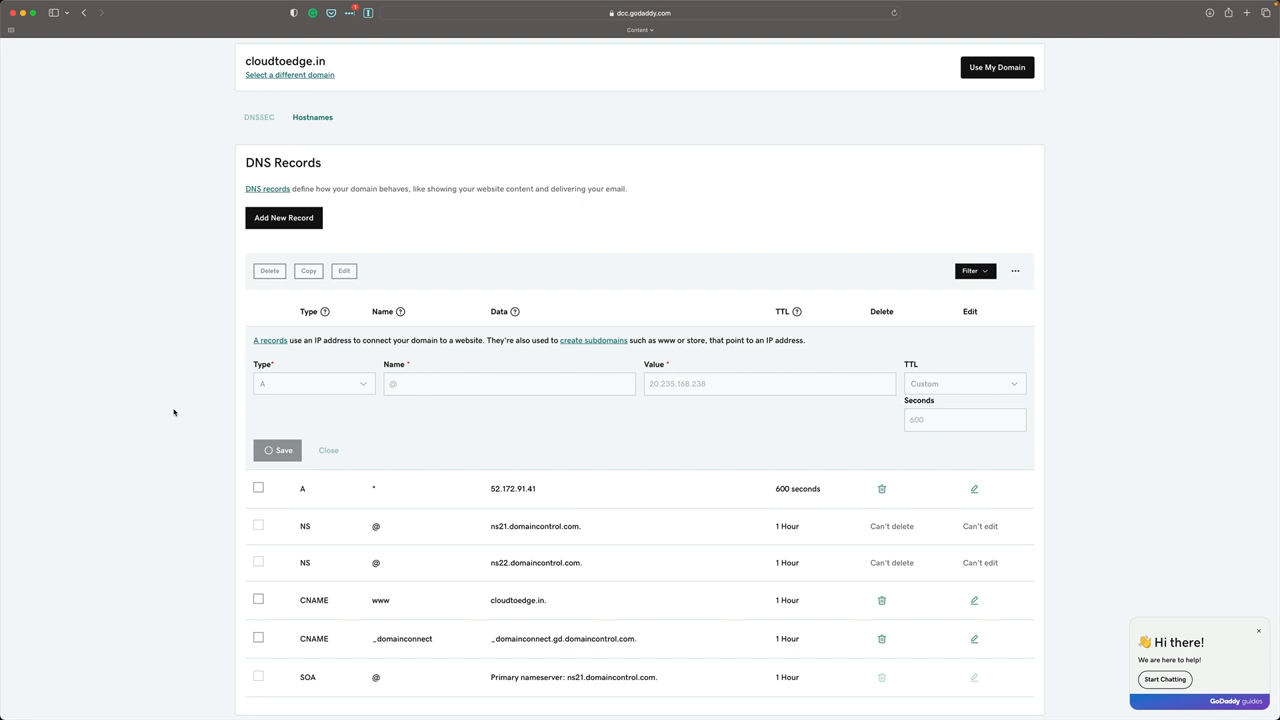 dcc.godaddy.com
1
Content
cloudtoedge.in
Select a different domain
Use My Domain
DNSSEC
Hostnames
DNS Records
DNS records define how your domain behaves, like showing your website content and delivering your email.
Add New Record
Delete
Copy
Edit
Filter
Type ?
Name ?
Data ?
TTL ?
Delete
Edit
A records use an IP address to connect your domain to a website. They're also used to create subdomains such as www or store, that point to an IP address.
Type*
Name *
Value *
TTL
A
@
20.235.168.238
Custom
Seconds
600
Save
Close
A * 52.172.91.41 600 seconds
NS @ ns21.domaincontrol.com. 1 Hour Can't delete Can't edit
NS @ ns22.domaincontrol.com. 1 Hour Can't delete Can't edit
CNAME www cloudtoedge.in. 1 Hour
CNAME _domainconnect _domainconnect.gd.domaincontrol.com. 1 Hour
SOA @ Primary nameserver: ns21.domaincontrol.com. 1 Hour
👋 Hi there!
We are here to help!
Start Chatting
GoDaddy guides